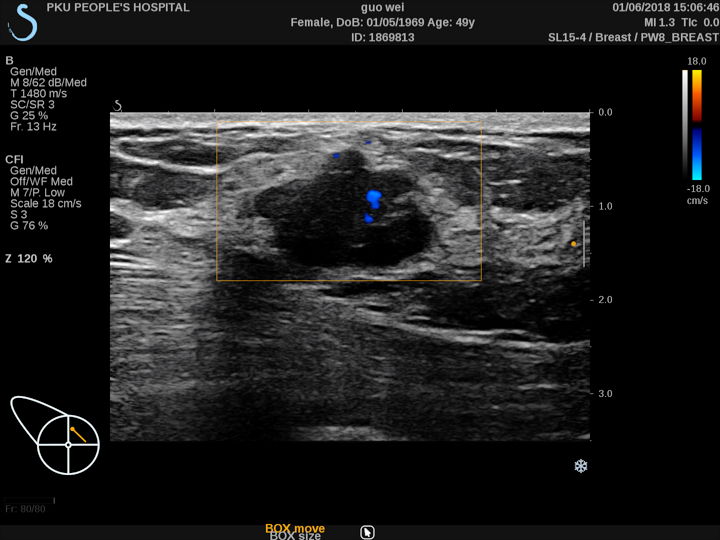 PKU PEOPLE'S HOSPITAL guo wei 01/06/2018 15:06:46
Female, DoB: 01/05/1969 Age: 49y MI 1.3 TIc 0.0
ID: 1869813 SL15-4 / Breast / PW8_BREAST
B
Gen/Med
M 8/62 dB/Med
T 1480 m/s
SC/SR 3
G 25 %
Fr. 13 Hz
CFI
Gen/Med
Off/WF Med
M 7/P. Low
Scale 18 cm/s
S 3
G 76 %
Z 120 %
18.0
-18.0
cm/s
0.0
1.0
2.0
3.0
Fr: 80/80
BOX move
BOX size